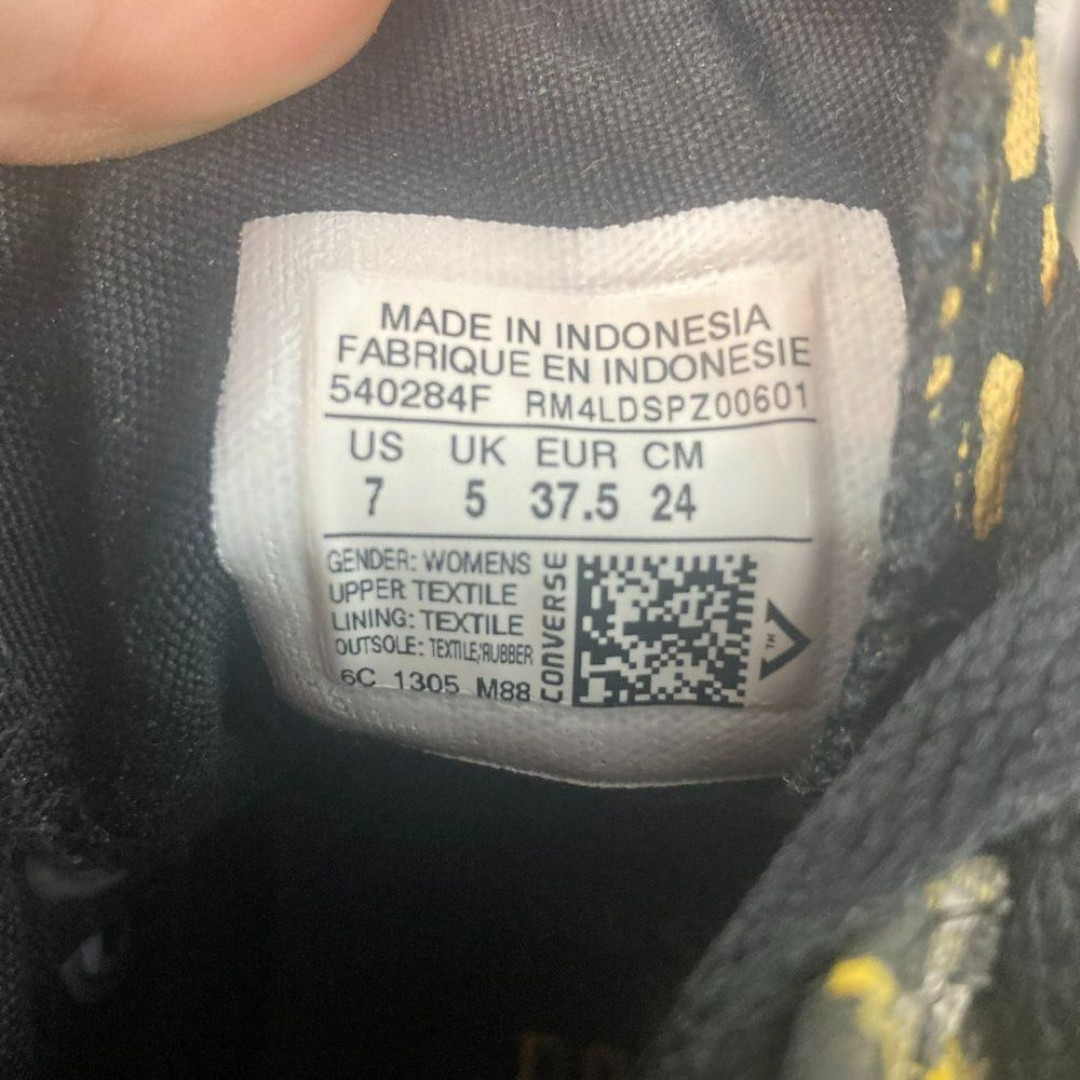 MADE IN INDONESIA
FABRIQUE EN INDONESIE
540284F RM4LDSPZ00601
US UK EUR CM
7 5 37.5 24
GENDER: WOMENS
UPPER TEXTILE
LINING: TEXTILE
OUTSOLE: TEXTILE/RUBBER
6C 1305 M88
CONVERSE
TM